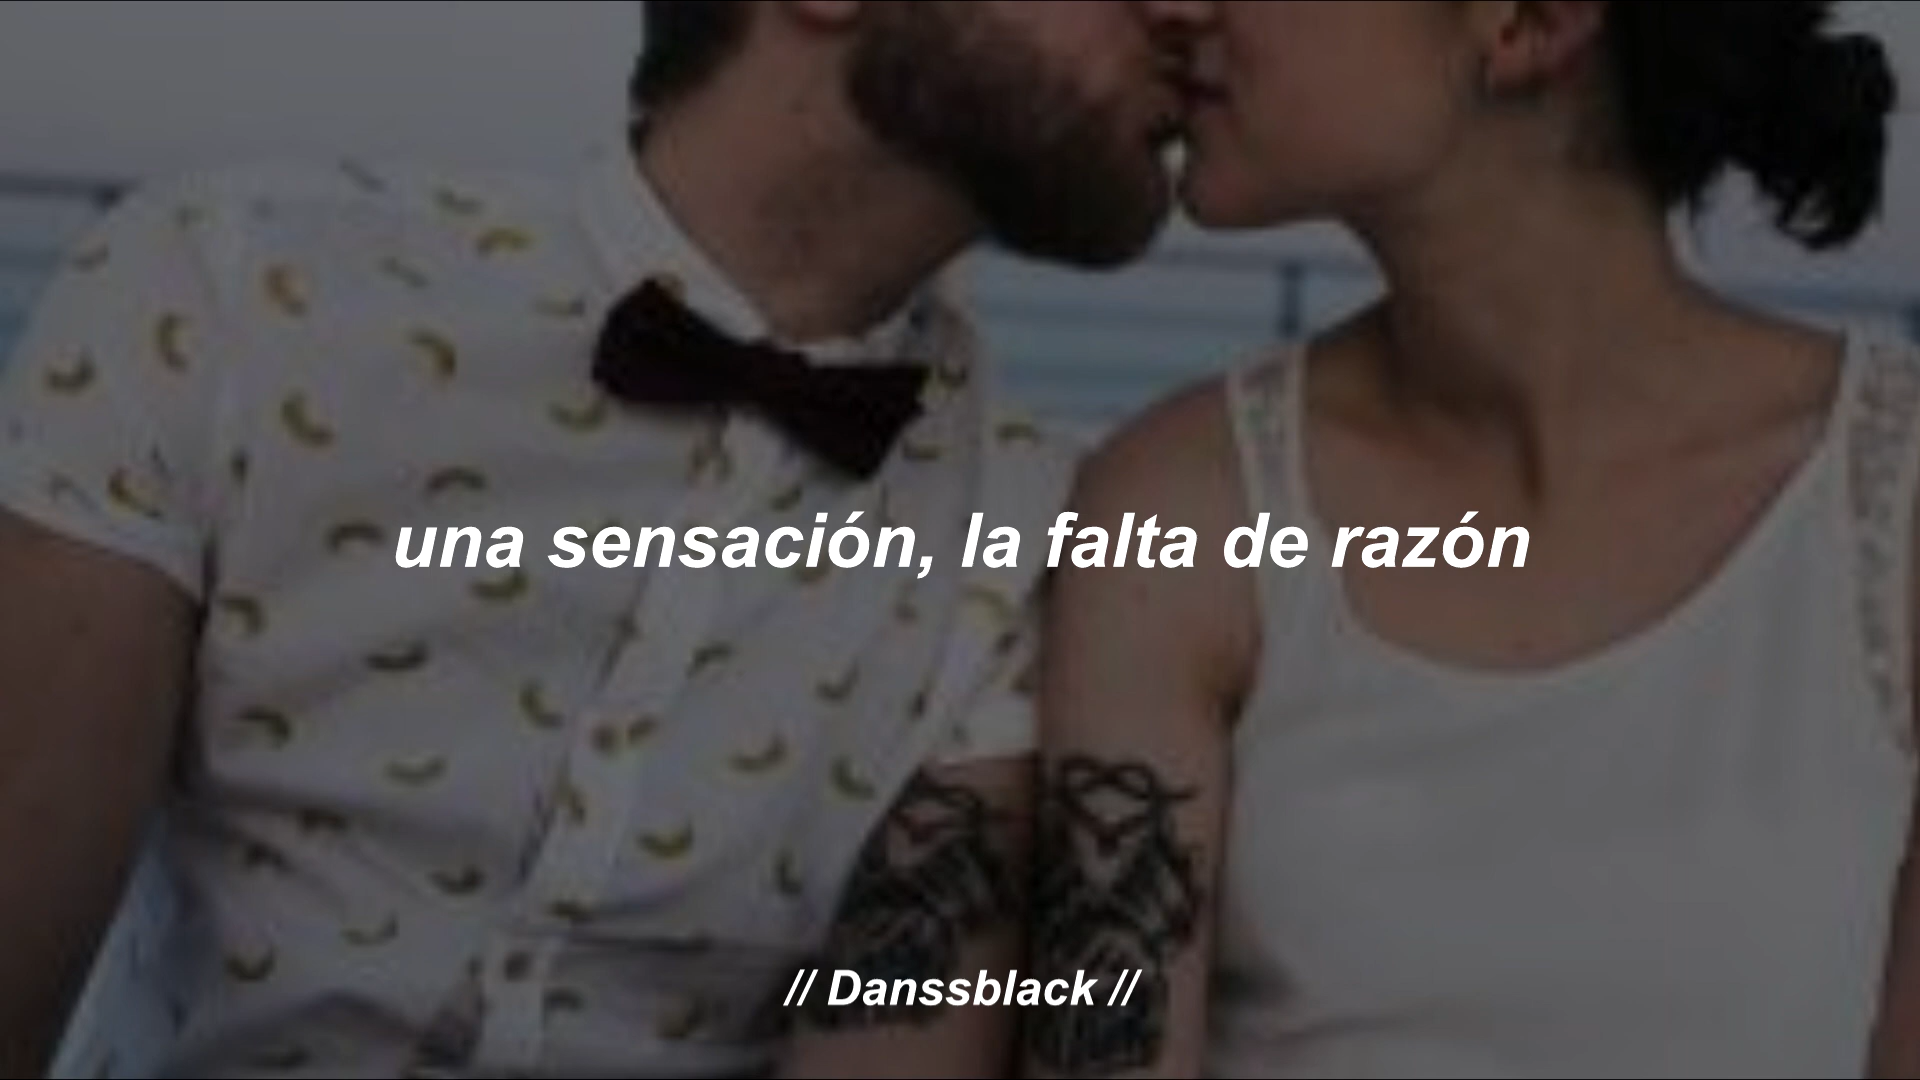 una sensación, la falta de razón
// Danssblack //